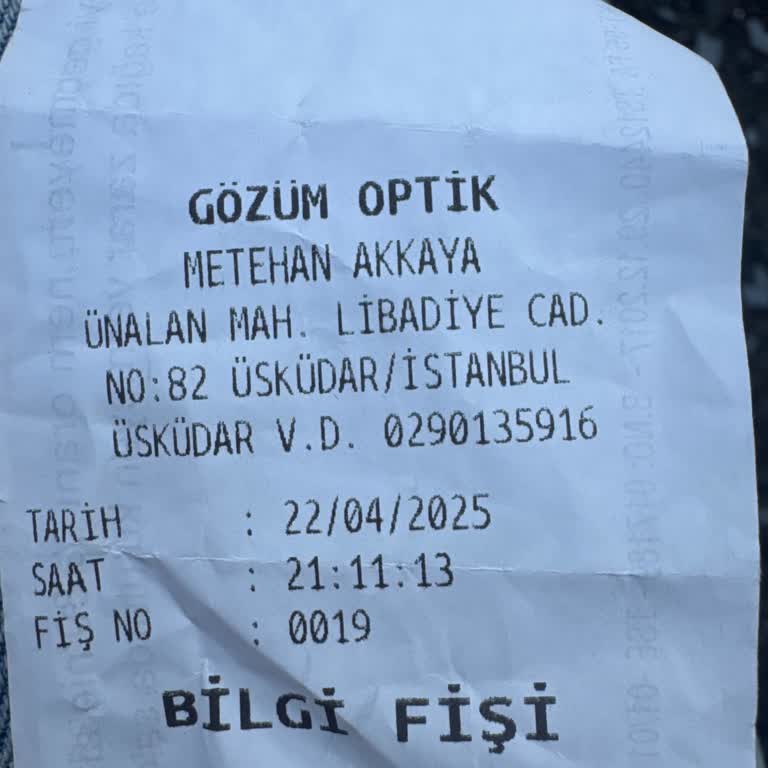 GÖZÜM OPTİK
METEHAN AKKAYA
ÜNALAN MAH. LİBADİYE CAD.
NO:82 ÜSKÜDAR/İSTANBUL
ÜSKÜDAR V.D. 0290135916
TARİH : 22/04/2025
SAAT : 21:11:13
FİŞ NO : 0019
BİLGİ FİŞİ